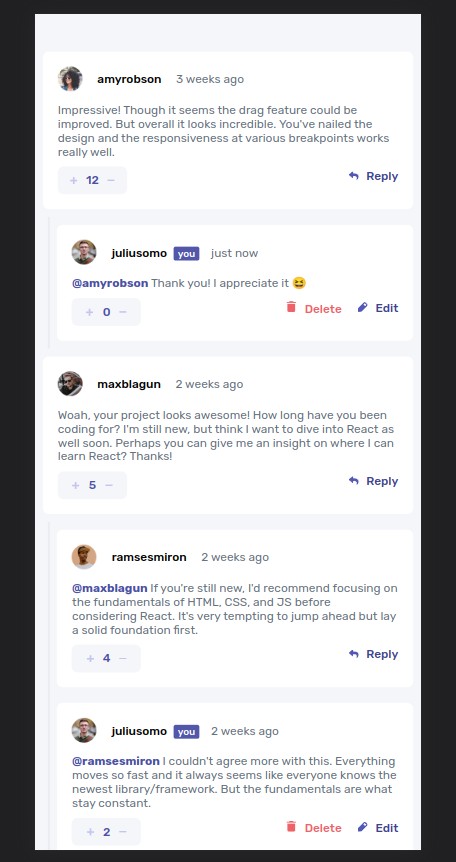 amyrobson 3 weeks ago
Impressive! Though it seems the drag feature could be
improved. But overall it looks incredible. You've nailed the
design and the responsiveness at various breakpoints works
really well.
+ 12 − Reply
juliusomo you just now
@amyrobson Thank you! I appreciate it 😆
+ 0 − Delete Edit
maxblagun 2 weeks ago
Woah, your project looks awesome! How long have you been
coding for? I'm still new, but think I want to dive into React as
well soon. Perhaps you can give me an insight on where I can
learn React? Thanks!
+ 5 − Reply
ramsesmiron 2 weeks ago
@maxblagun If you're still new, I'd recommend focusing on
the fundamentals of HTML, CSS, and JS before
considering React. It's very tempting to jump ahead but lay
a solid foundation first.
+ 4 − Reply
juliusomo you 2 weeks ago
@ramsesmiron I couldn't agree more with this. Everything
moves so fast and it always seems like everyone knows the
newest library/framework. But the fundamentals are what
stay constant.
+ 2 − Delete Edit